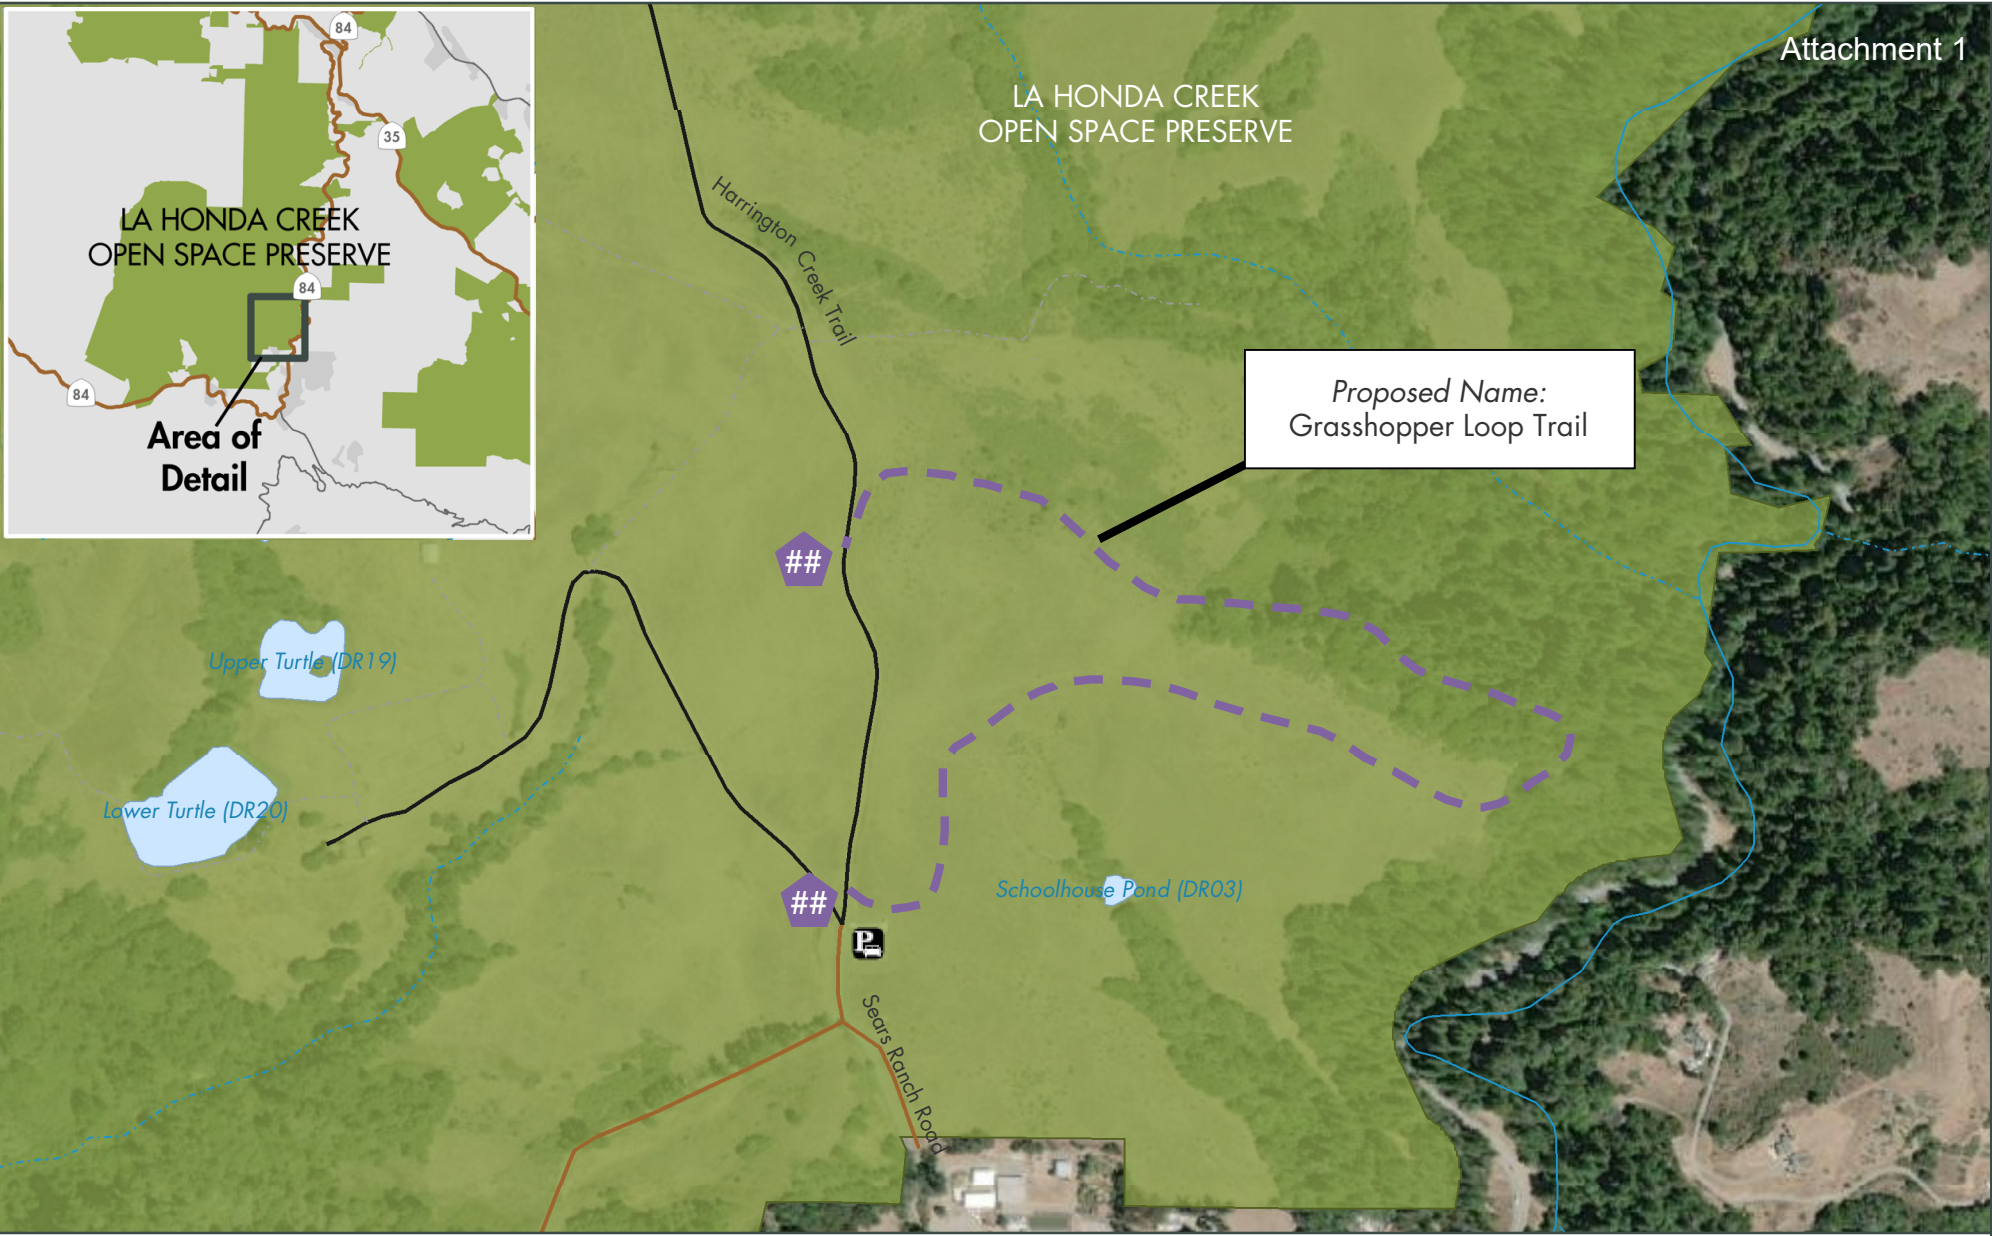 Attachment 1
84
35
LA HONDA CREEK
OPEN SPACE PRESERVE
84
84
Area of
Detail
LA HONDA CREEK
OPEN SPACE PRESERVE
Harrington Creek Trail
Proposed Name:
Grasshopper Loop Trail
##
Upper Turtle (DR19)
Lower Turtle (DR20)
##
Schoolhouse Pond (DR03)
P
Sears Ranch Road